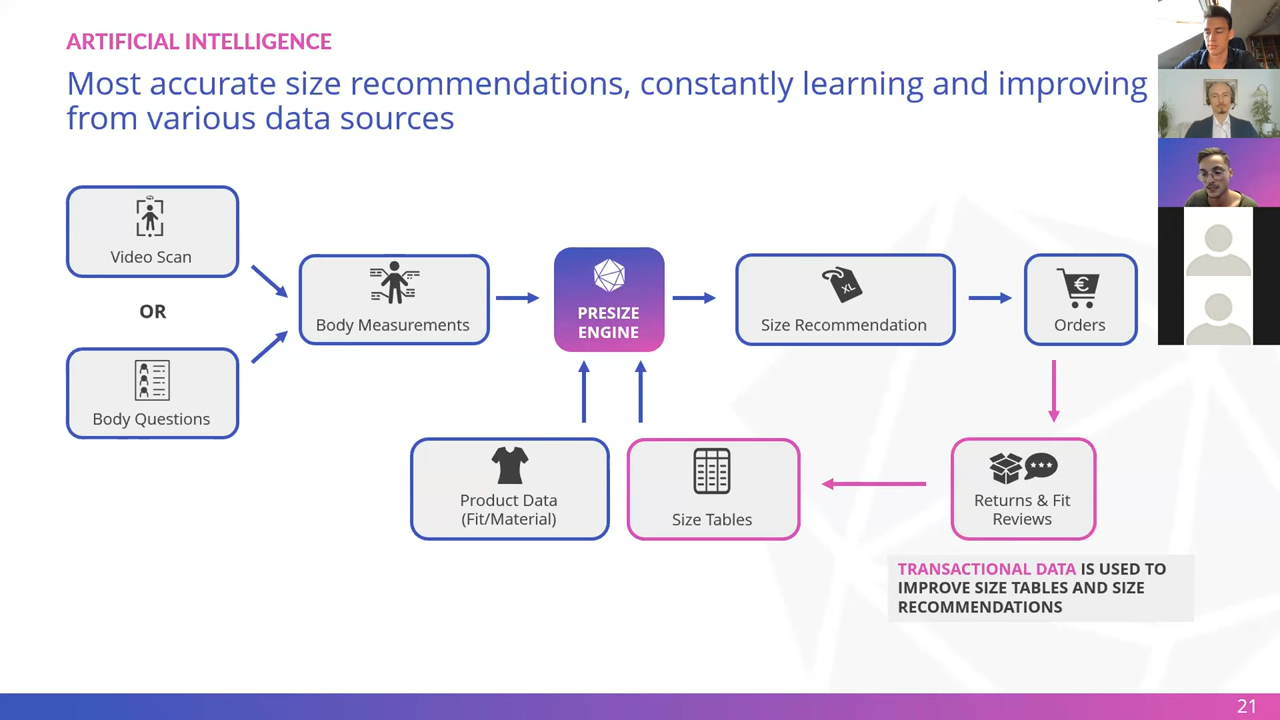 ARTIFICIAL INTELLIGENCE
Most accurate size recommendations, constantly learning and improving
from various data sources
Video Scan
OR
Body Questions
Body Measurements
PRESIZE
ENGINE
XL
Size Recommendation
€
Orders
Product Data
(Fit/Material)
Size Tables
Returns & Fit
Reviews
TRANSACTIONAL DATA IS USED TO
IMPROVE SIZE TABLES AND SIZE
RECOMMENDATIONS
21